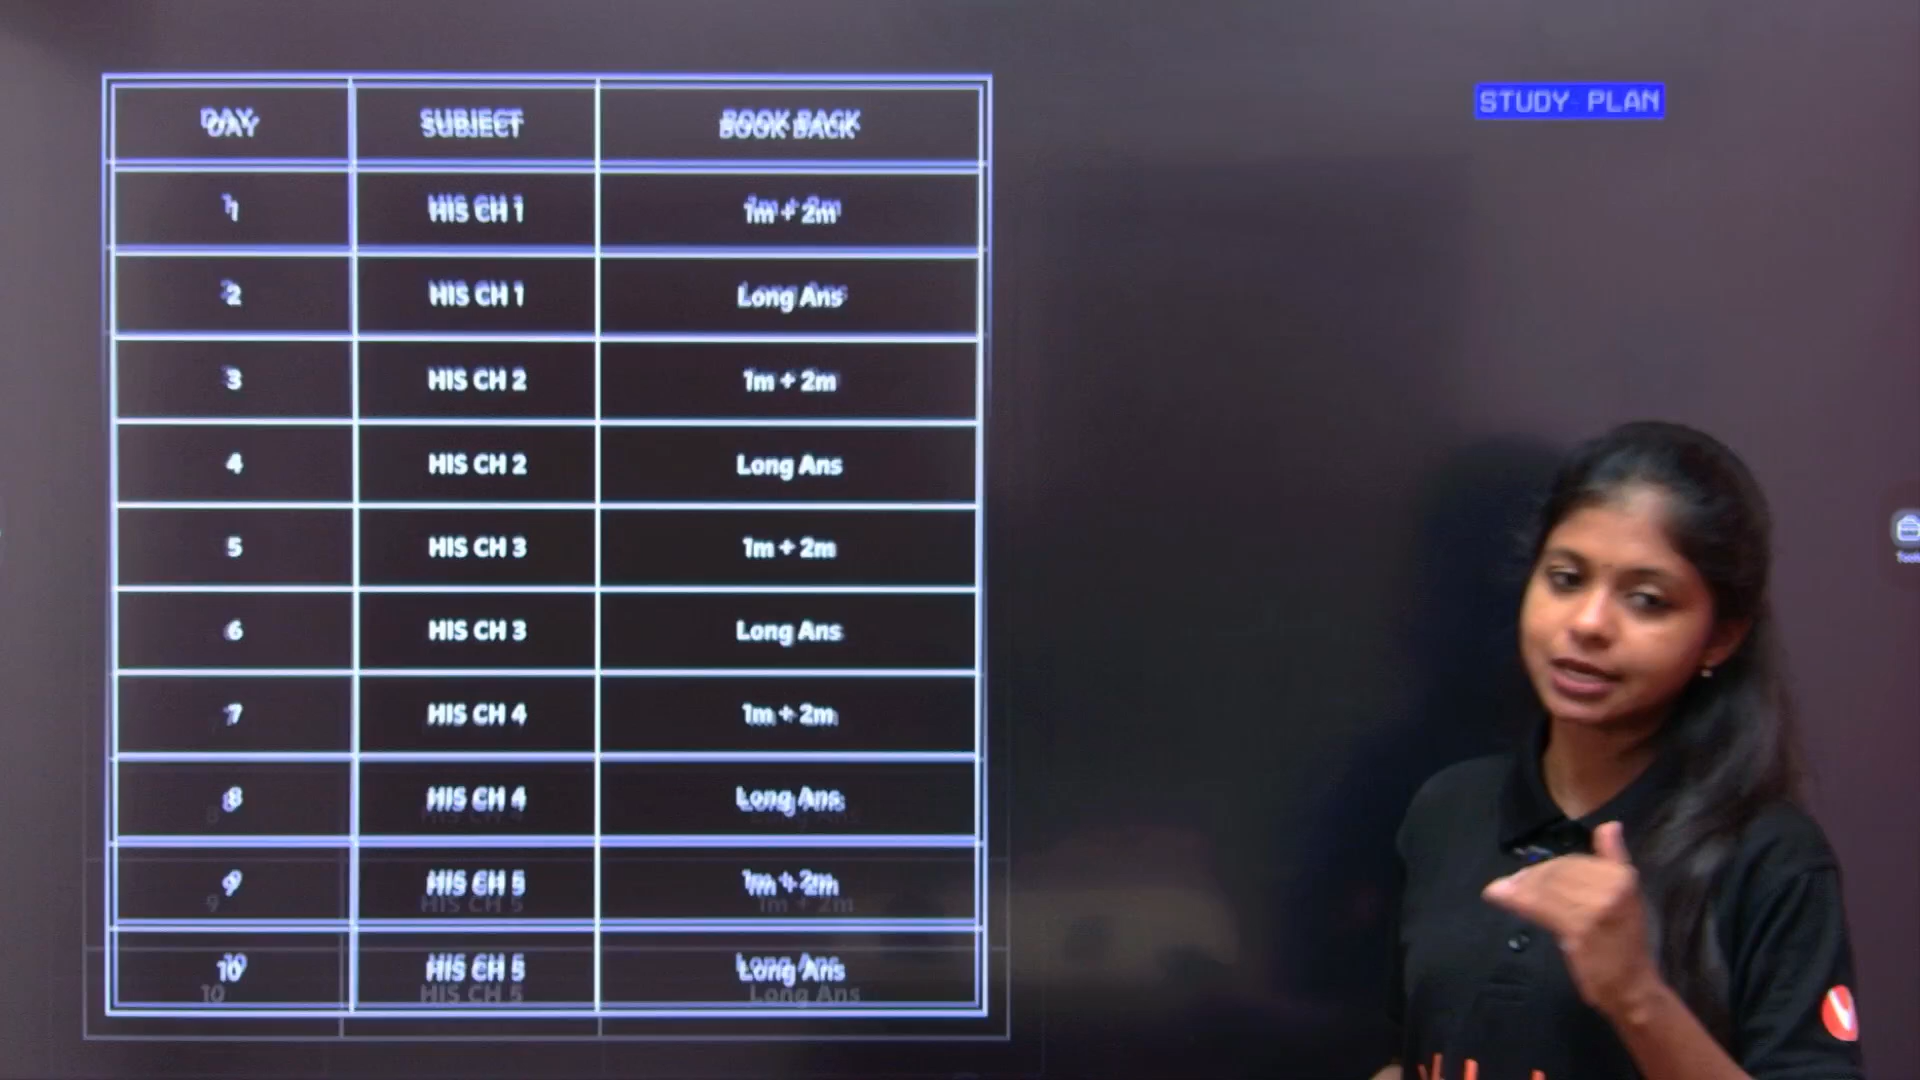 STUDY PLAN
DAY SUBJECT BOOK BACK
1 HIS CH 1 1m + 2m
2 HIS CH 1 Long Ans
3 HIS CH 2 1m + 2m
4 HIS CH 2 Long Ans
5 HIS CH 3 1m + 2m
6 HIS CH 3 Long Ans
7 HIS CH 4 1m + 2m
8 HIS CH 4 Long Ans
9 HIS CH 5 1m + 2m
10 HIS CH 5 Long Ans